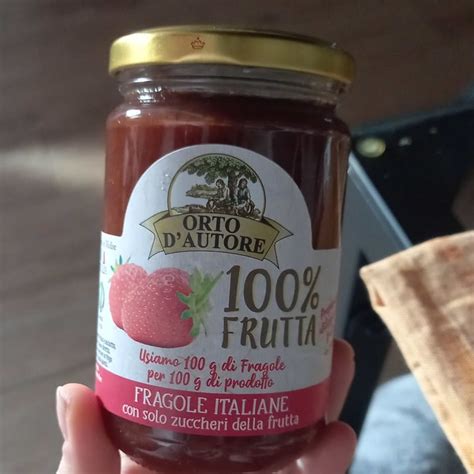 ORTO
D'AUTORE
100%
FRUTTA
Usiamo 100 g di Fragole
per 100 g di prodotto
FRAGOLE ITALIANE
con solo zuccheri della frutta